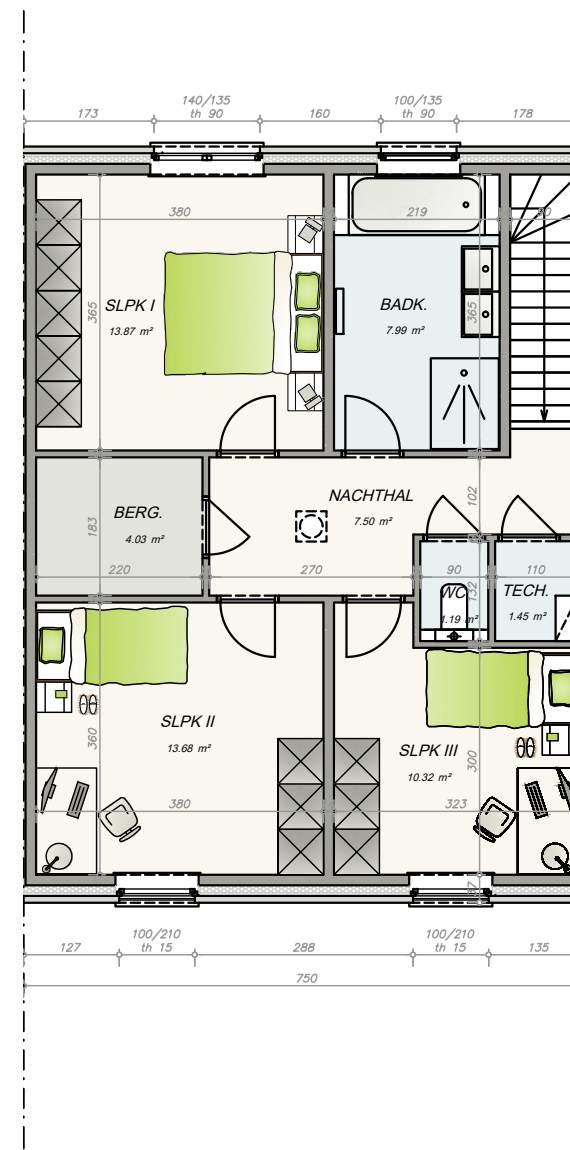 140/135 100/135
173 th 90 160 th 90 178
380 219
365 SLPK I BADK. 365
13.87 m² 7.99 m²
NACHTHAL 102
183 BERG. 7.50 m²
4.03 m²
220 270 90 110
WC 132 TECH.
1.19 m² 1.45 m²
SLPK II
360 13.68 m² SLPK III 300
10.32 m²
380 323
100/210 100/210
127 th 15 288 th 15 135
750